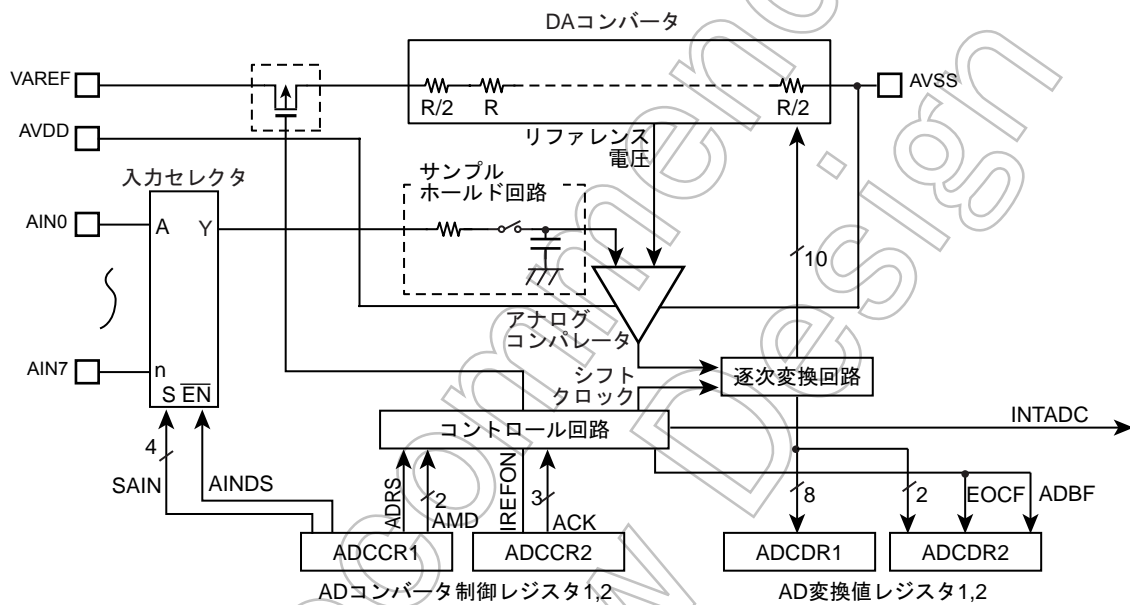 DAコンバータ
VAREF
AVSS
R/2
R
R/2
AVDD
リファレンス
電圧
入力セレクタ
サンプル
ホールド回路
AIN0
A
Y
10
アナログ
コンパレータ
AIN7
n
シフト
クロック
逐次変換回路
S EN
コントロール回路
INTADC
4
SAIN
AINDS
ADRS
2
AMD
IREFON
3
ACK
8
2
EOCF
ADBF
ADCCR1
ADCCR2
ADCDR1
ADCDR2
ADコンバータ制御レジスタ1,2
AD変換値レジスタ1,2